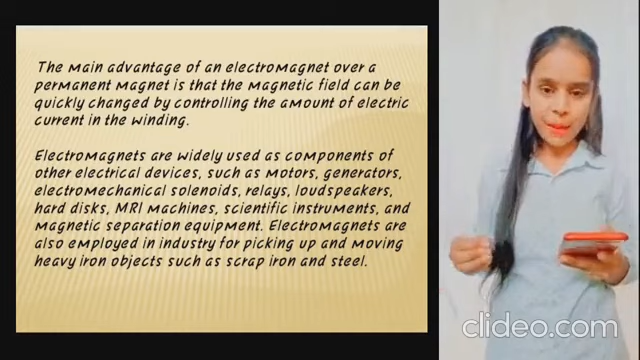 The main advantage of an electromagnet over a
permanent magnet is that the magnetic field can be
quickly changed by controlling the amount of electric
current in the winding.
Electromagnets are widely used as components of
other electrical devices, such as motors, generators,
electromechanical solenoids, relays, loudspeakers,
hard disks, MRI machines, scientific instruments, and
magnetic separation equipment. Electromagnets are
also employed in industry for picking up and moving
heavy iron objects such as scrap iron and steel.
clideo.com